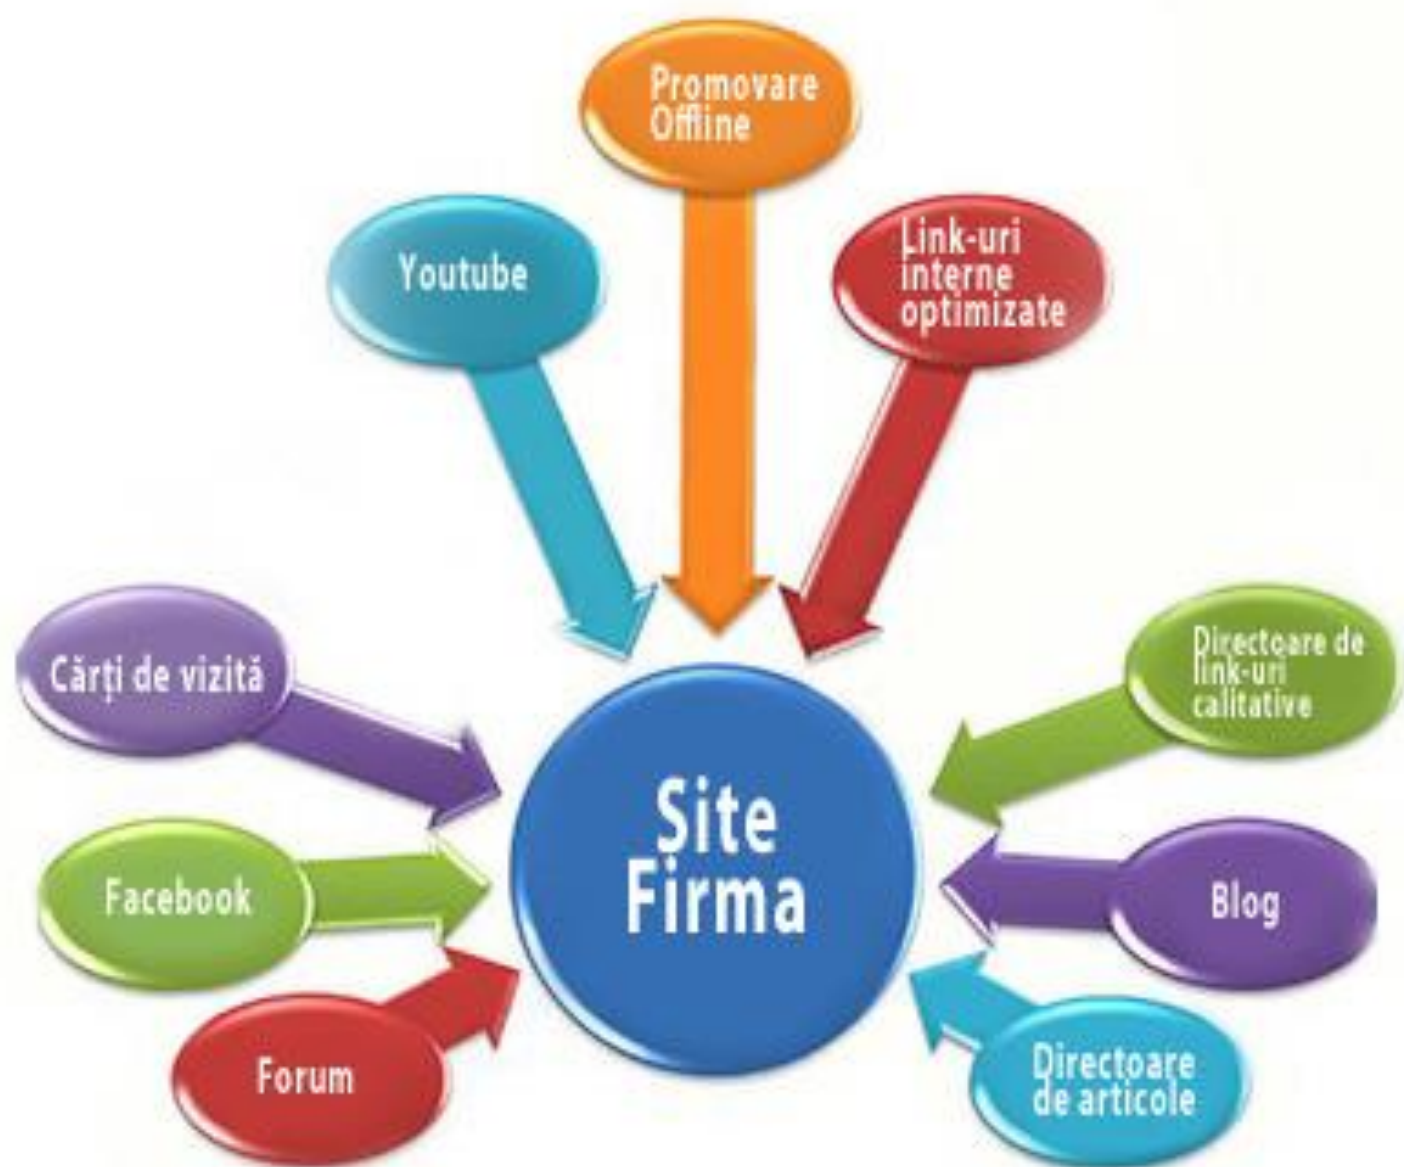 Promovare
Offline
Youtube
Link-uri
interne
optimizate
Cărți de vizită
Directoare de
link-uri
calitative
Site
Firma
Facebook
Blog
Forum
Directoare
de articole